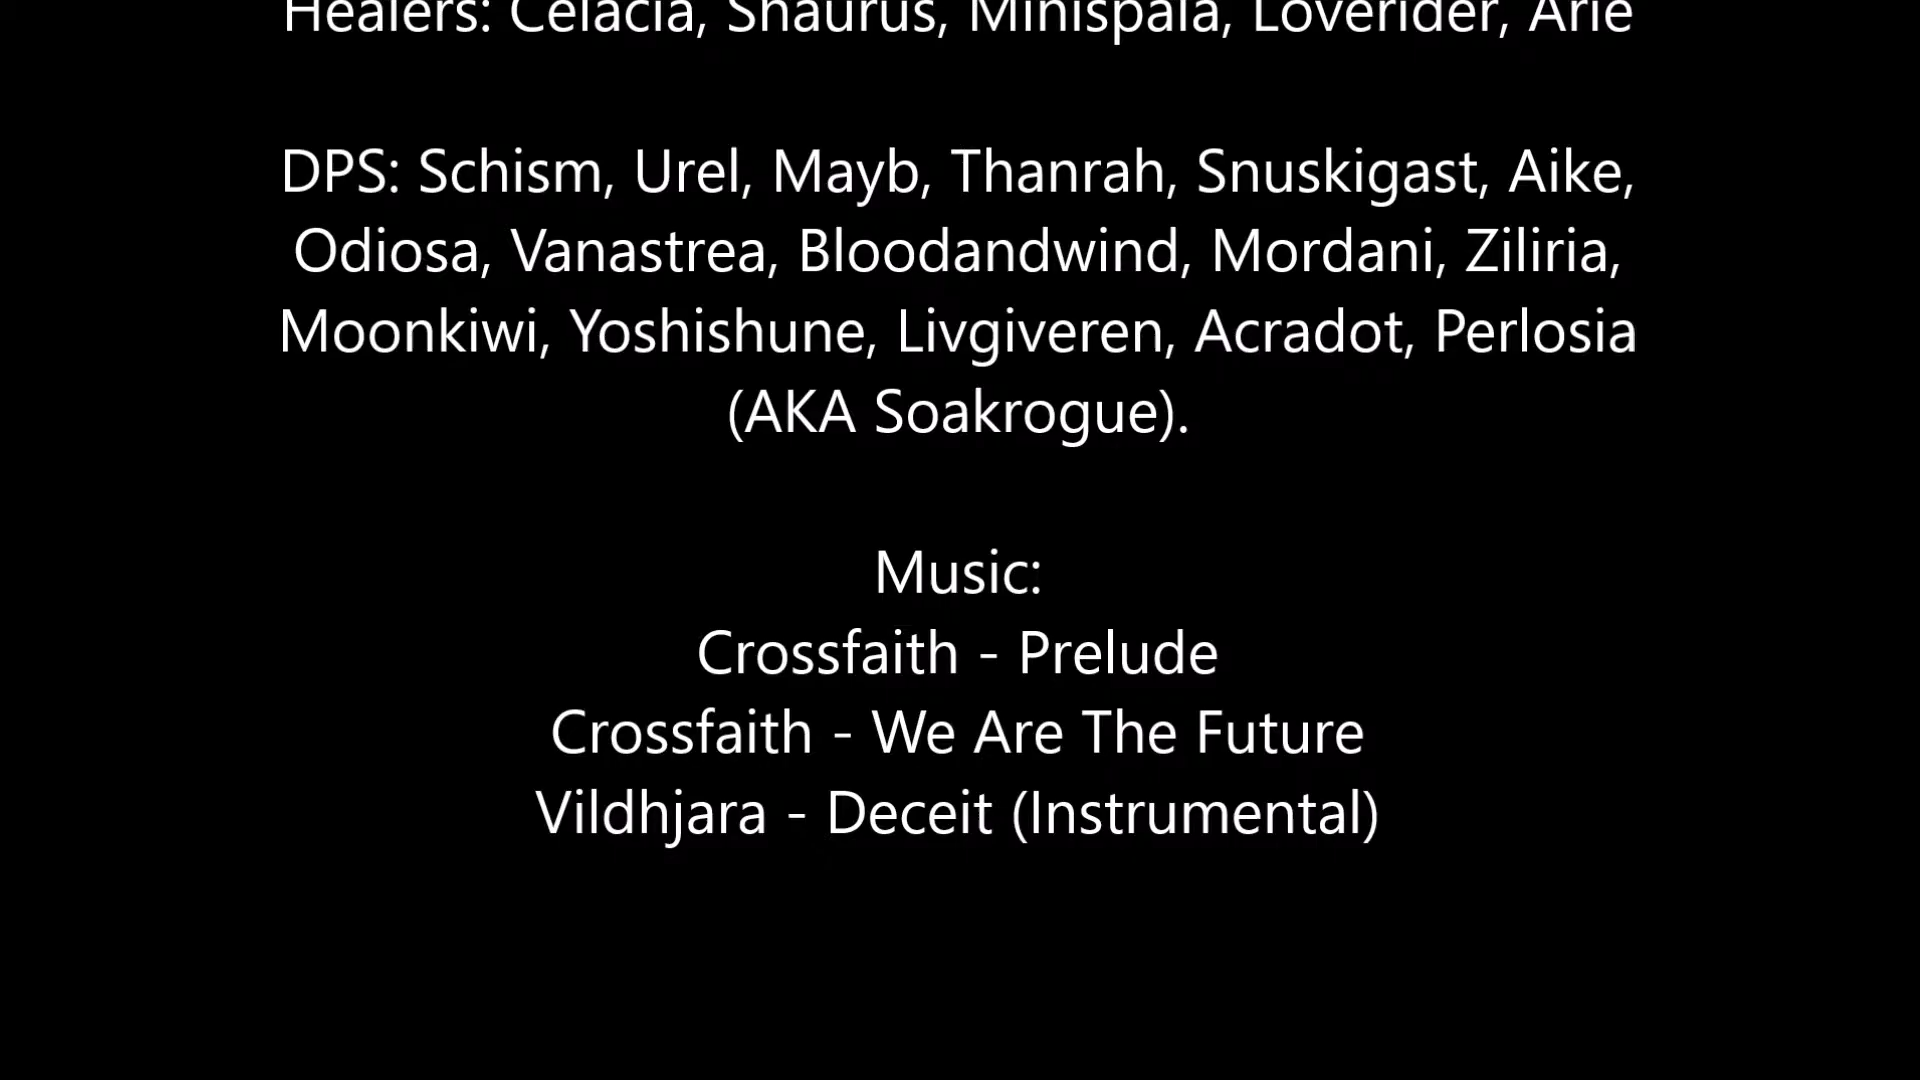 Healers: Celacia, Shaurus, Minispala, Loverider, Arie
DPS: Schism, Urel, Mayb, Thanrah, Snuskigast, Aike,
Odiosa, Vanastrea, Bloodandwind, Mordani, Ziliria,
Moonkiwi, Yoshishune, Livgiveren, Acradot, Perlosia
(AKA Soakrogue).
Music:
Crossfaith - Prelude
Crossfaith - We Are The Future
Vildhjara - Deceit (Instrumental)